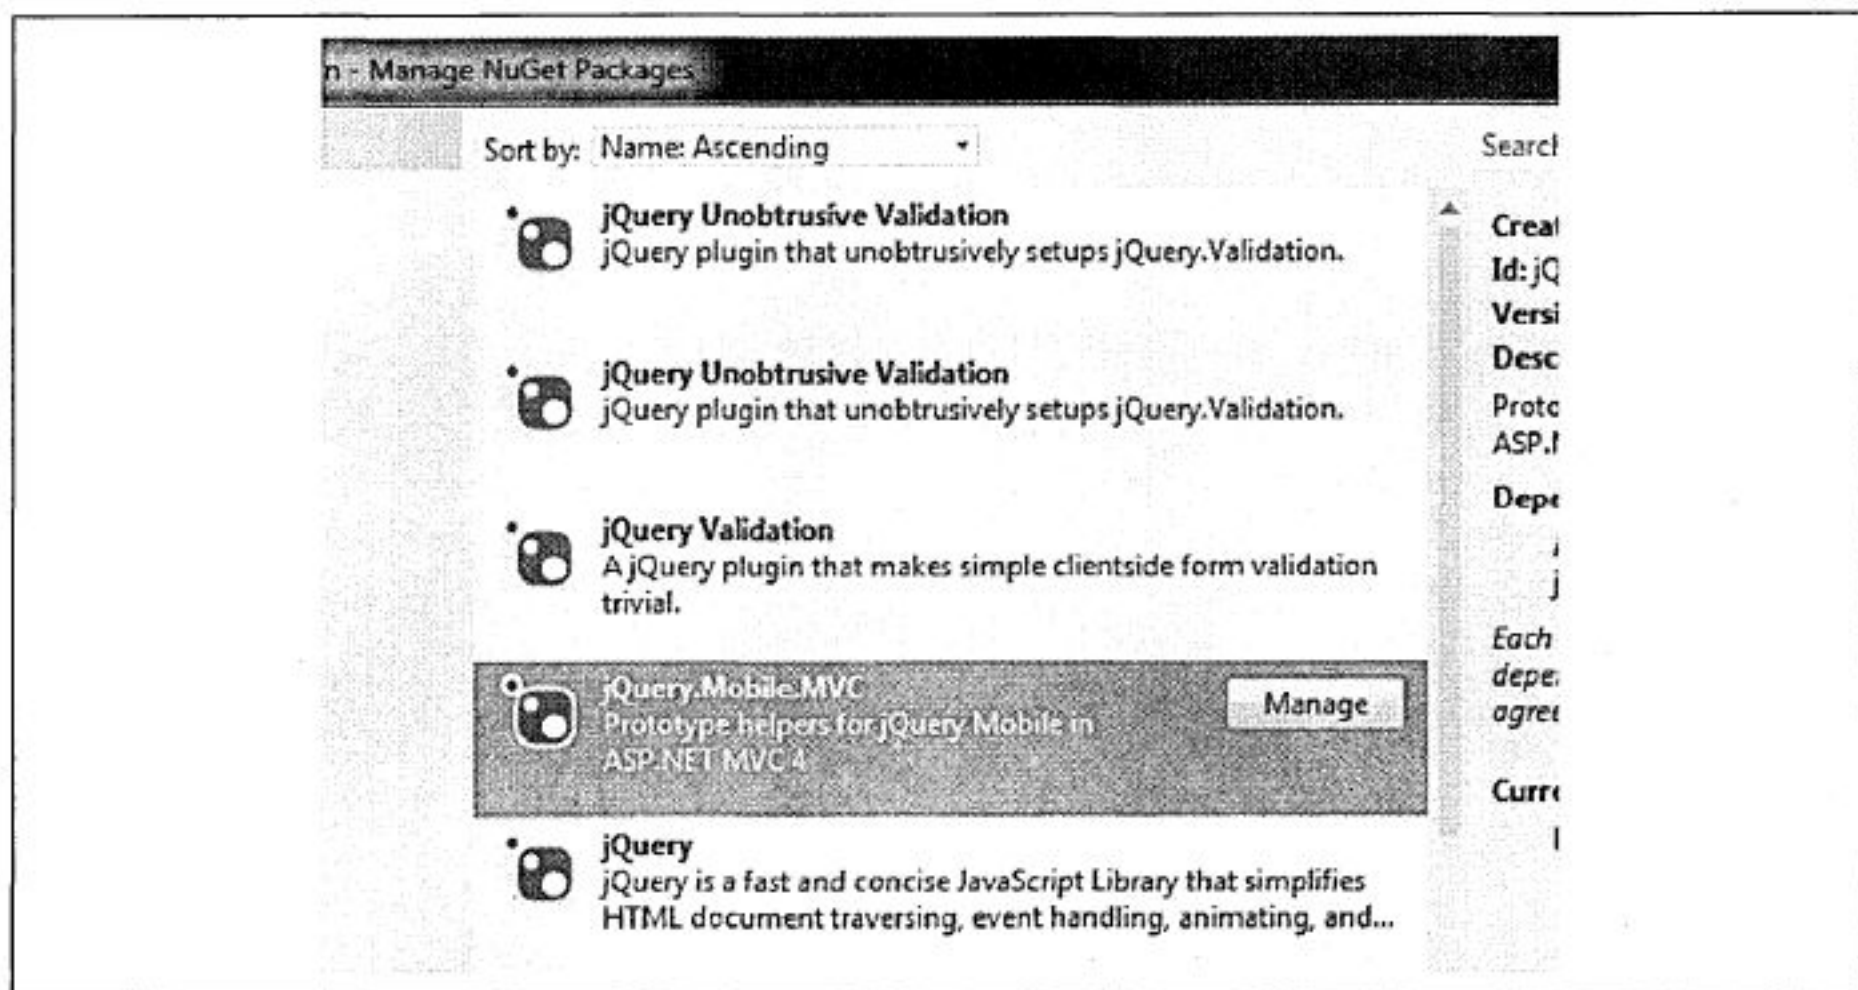 n - Manage NuGet Packages
Sort by: Name: Ascending
Search
jQuery Unobtrusive Validation
jQuery plugin that unobtrusively setups jQuery.Validation.
jQuery Unobtrusive Validation
jQuery plugin that unobtrusively setups jQuery.Validation.
jQuery Validation
A jQuery plugin that makes simple clientside form validation
trivial.
jQuery.Mobile.MVC
Prototype helpers for jQuery Mobile in
ASP.NET MVC 4
Manage
jQuery
jQuery is a fast and concise JavaScript Library that simplifies
HTML document traversing, event handling, animating, and...
Creat
Id: jQ
Versi
Desc
Proto
ASP.N
Depe
j
Each
depe
agree
Curre